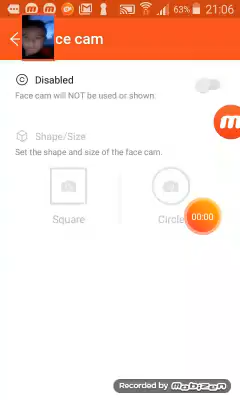 63% 21:06
ce cam
Disabled
Face cam will NOT be used or shown
Shape/Size
Set the shape and size of the face cam.
Square
Circle
00:00
Recorded by Mobizen